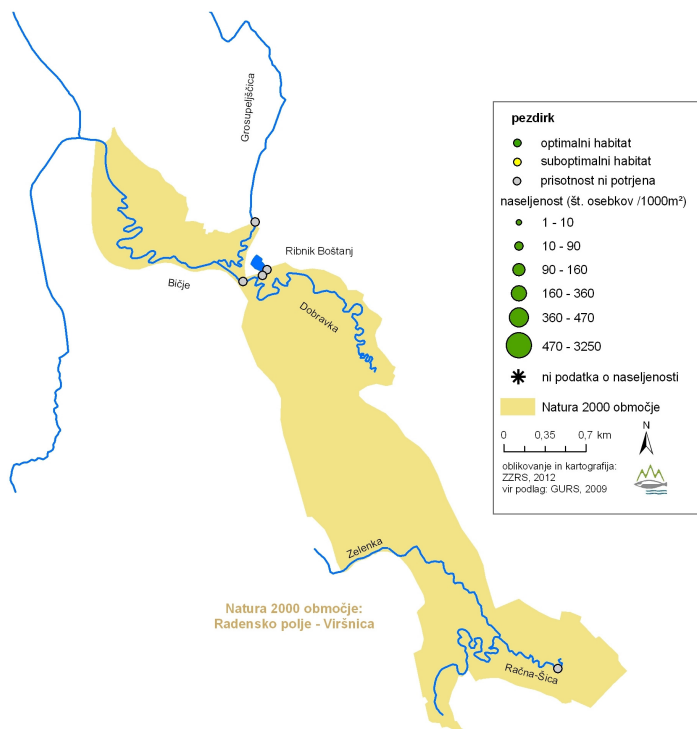 Grosupeljščica
Ribnik Boštanj
Bičje
Dobravka
Zelenka
Natura 2000 območje:
Radensko polje - Viršnica
Račna-Šica
pezdirk
optimalni habitat
suboptimalni habitat
prisotnost ni potrjena
naseljenost (št. osebkov /1000m²)
1 - 10
10 - 90
90 - 160
160 - 360
360 - 470
470 - 3250
ni podatka o naseljenosti
Natura 2000 območje
0 0,35 0,7 km
N
oblikovanje in kartografija:
ZZRS, 2012
vir podlag: GURS, 2009